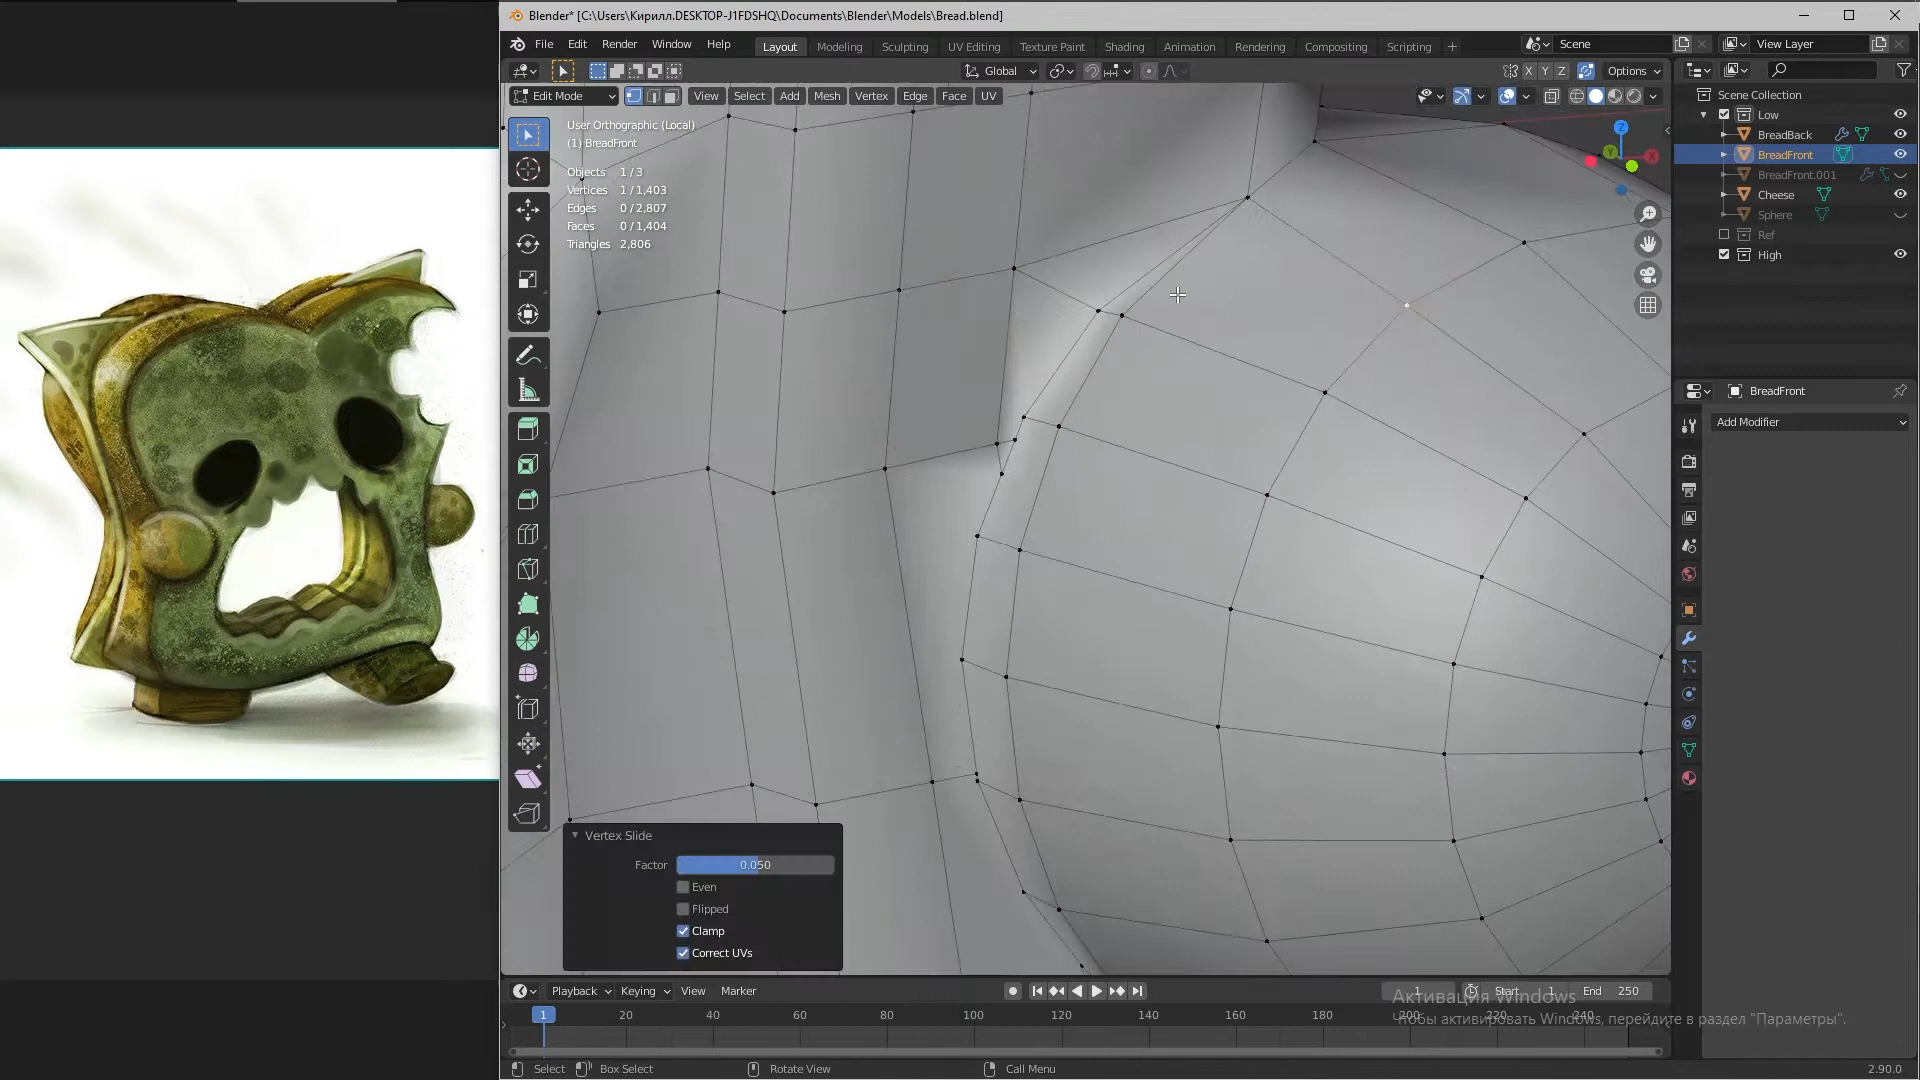 Blender* [C:\Users\Кирилл.DESKTOP-J1FDSHQ\Documents\Blender\Models\Bread.blend]
File Edit Render Window Help Layout Modeling Sculpting UV Editing Texture Paint Shading Animation Rendering Compositing Scripting + Scene View Layer
Global X Y Z Options
Edit Mode View Select Add Mesh Vertex Edge Face UV
User Orthographic (Local)
(1) BreadFront
Objects 1 / 3
Vertices 1 / 1,403
Edges 0 / 2,807
Faces 0 / 1,404
Triangles 2,806
Z
Y
X
Scene Collection
Low
BreadBack
BreadFront
BreadFront.001
Cheese
Sphere
Ref
High
BreadFront
Add Modifier
Vertex Slide
Factor 0.050
Even
Flipped
Clamp
Correct UVs
Playback Keying View Marker 1 Start 1 End 250
1 20 40 60 80 100 120 140 160 180 200 220 240
Активация Windows
Чтобы активировать Windows, перейдите в раздел "Параметры".
Select Box Select Rotate View Call Menu 2.90.0